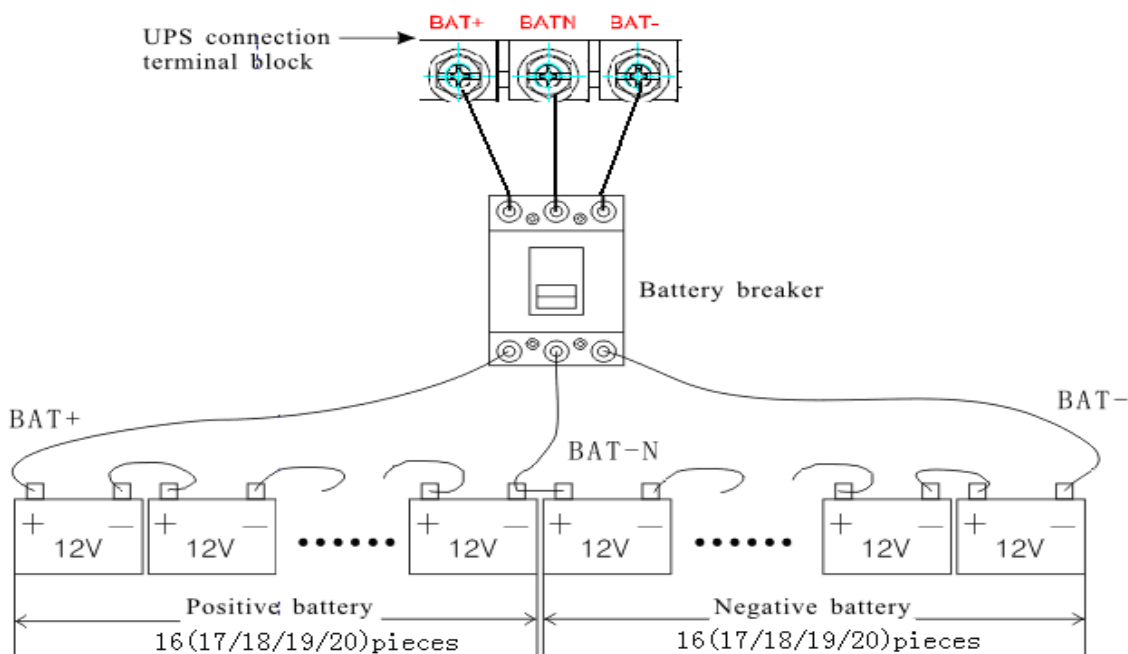 BAT+ BATN BAT-
UPS connection
terminal block
Battery breaker
BAT+
BAT-
BAT-N
+ — + — + — + — + — + —
12V 12V 12V 12V 12V 12V
Positive battery
Negative battery
16(17/18/19/20)pieces
16(17/18/19/20)pieces